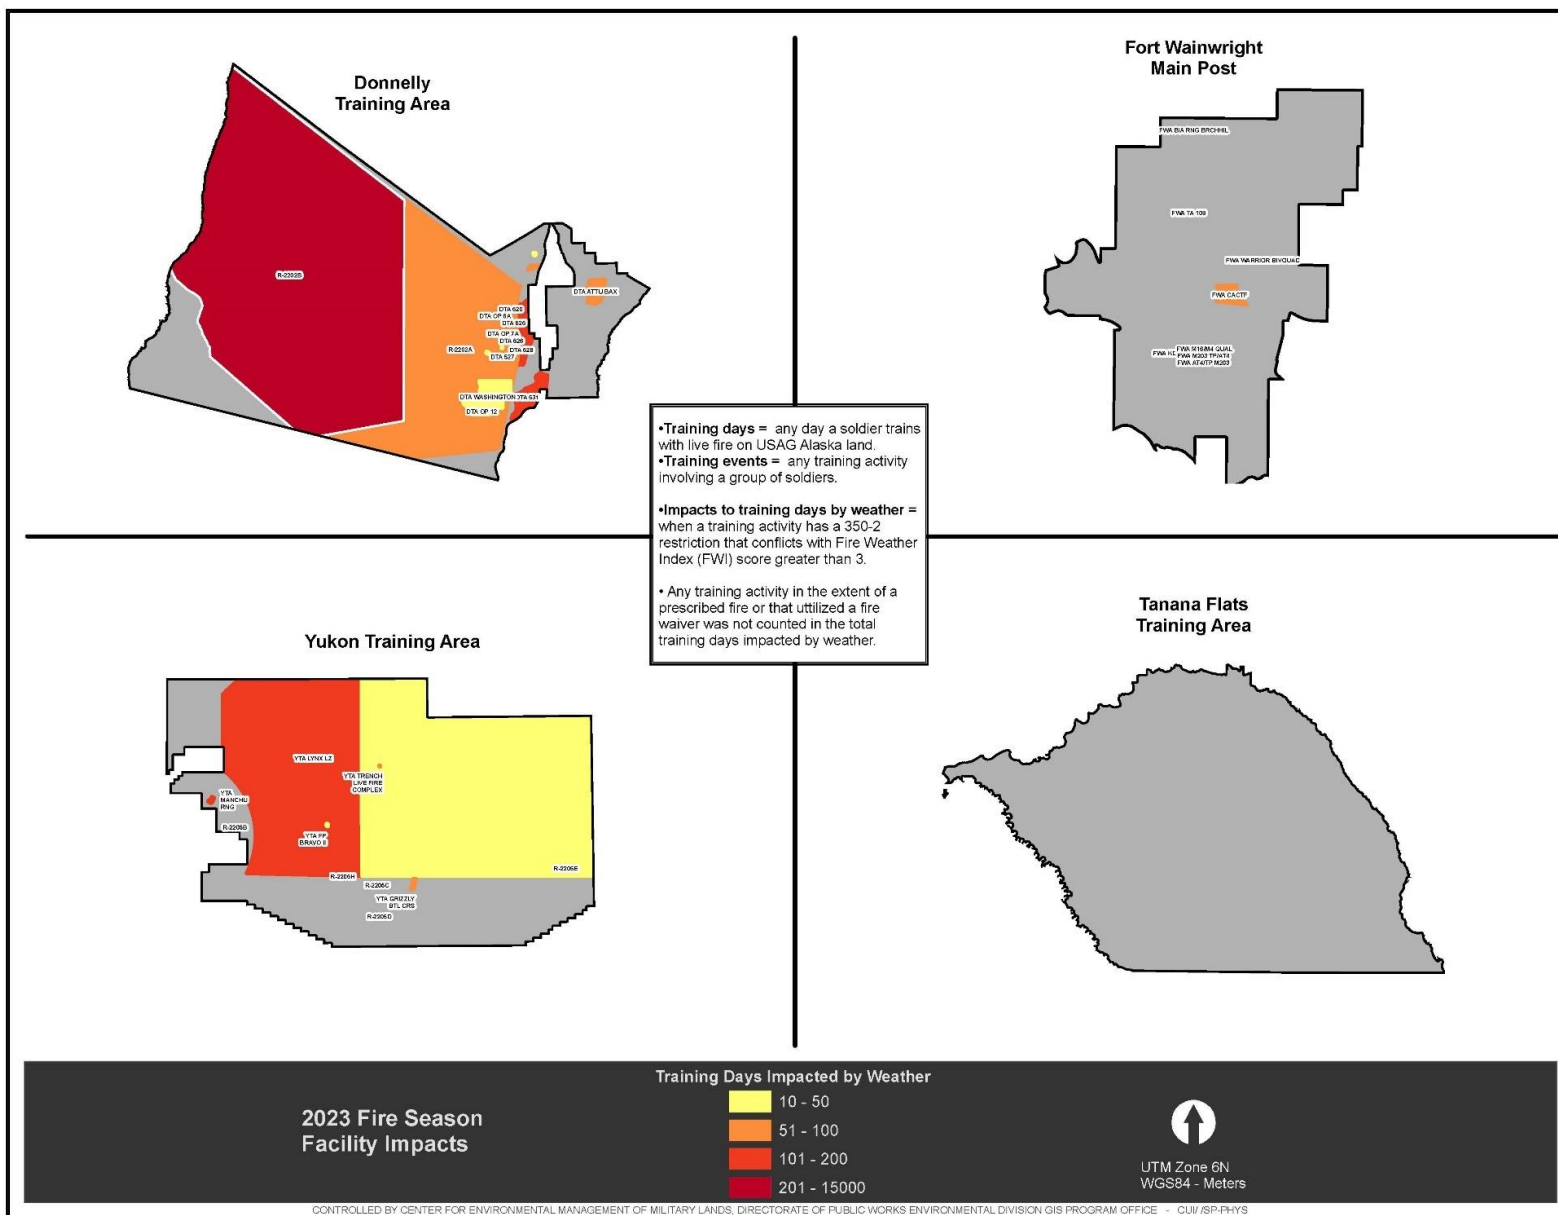 Donnelly
Training Area
R-2202B
DTA ATTU BAX
DTA 625
DTA OP 8A
DTA 626
DTA OP 7A
DTA 626
R-2202A
DTA 628
DTA 527
DTA WASHINGTON
DTA 531
DTA OP 12
Fort Wainwright
Main Post
FWA BIA RNG BRCHHIL
FWA TA 109
FWA WARRIOR BIVOUAC
FWA CACTF
FWA M16/M4 QUAL
FWA M203 TP/AT4
FWA AT4/TP M203
•Training days = any day a soldier trains
with live fire on USAG Alaska land.
•Training events = any training activity
involving a group of soldiers.
•Impacts to training days by weather =
when a training activity has a 350-2
restriction that conflicts with Fire Weather
Index (FWI) score greater than 3.
• Any training activity in the extent of a
prescribed fire or that uttilized a fire
waiver was not counted in the total
training days impacted by weather.
Yukon Training Area
YTA LYNX LZ
YTA TRENCH
LIVE FIRE
COMPLEX
YTA
MANCHU
RNG
R-2205B
YTA FP
BRAVO II
R-2205H
R-2205C
R-2205E
YTA GRIZZLY
BTL CRS
R-2205D
Tanana Flats
Training Area
2023 Fire Season
Facility Impacts
Training Days Impacted by Weather
10 - 50
51 - 100
101 - 200
201 - 15000
UTM Zone 6N
WGS84 - Meters
CONTROLLED BY CENTER FOR ENVIRONMENTAL MANAGEMENT OF MILITARY LANDS, DIRECTORATE OF PUBLIC WORKS ENVIRONMENTAL DIVISION GIS PROGRAM OFFICE - CUI/ /SP-PHYS